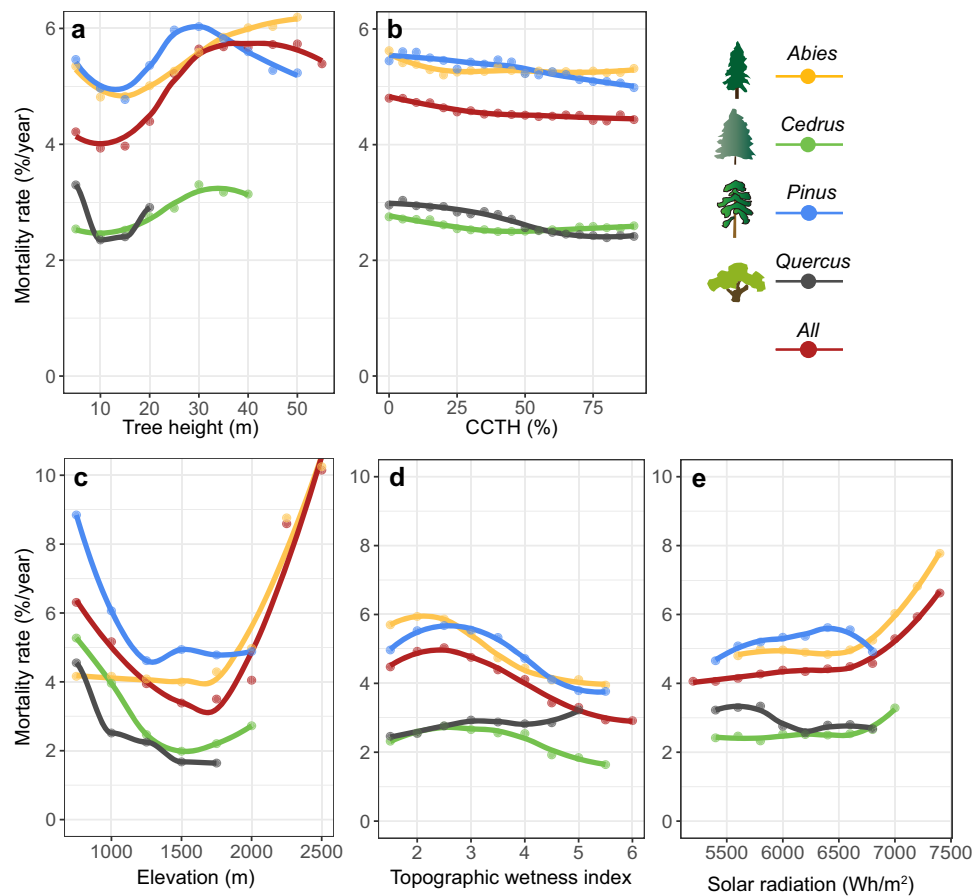 a
b
Mortality rate (%/year)
6
4
2
0
10 20 30 40 50
Tree height (m)
6
4
2
0
0 25 50 75
CCTH (%)
Abies
Cedrus
Pinus
Quercus
All
c
d
e
Mortality rate (%/year)
10
8
6
4
2
0
1000 1500 2000 2500
Elevation (m)
10
8
6
4
2
0
2 3 4 5 6
Topographic wetness index
10
8
6
4
2
0
5500 6000 6500 7000 7500
Solar radiation (Wh/m²)